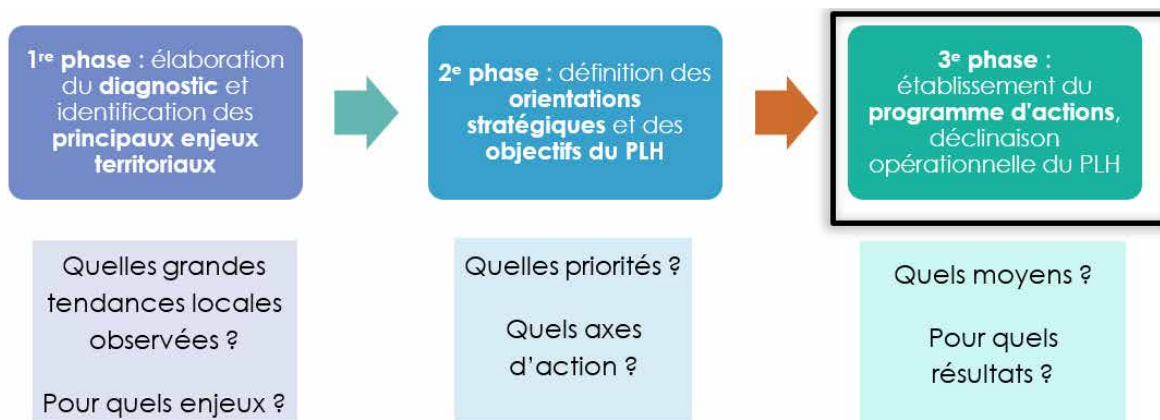 1re phase : élaboration
du diagnostic et
identification des
principaux enjeux
territoriaux
2e phase : définition des
orientations
stratégiques et des
objectifs du PLH
3e phase :
établissement du
programme d'actions,
déclinaison
opérationnelle du PLH
Quelles grandes
tendances locales
observées ?
Pour quels enjeux ?
Quelles priorités ?
Quels axes
d'action ?
Quels moyens ?
Pour quels
résultats ?